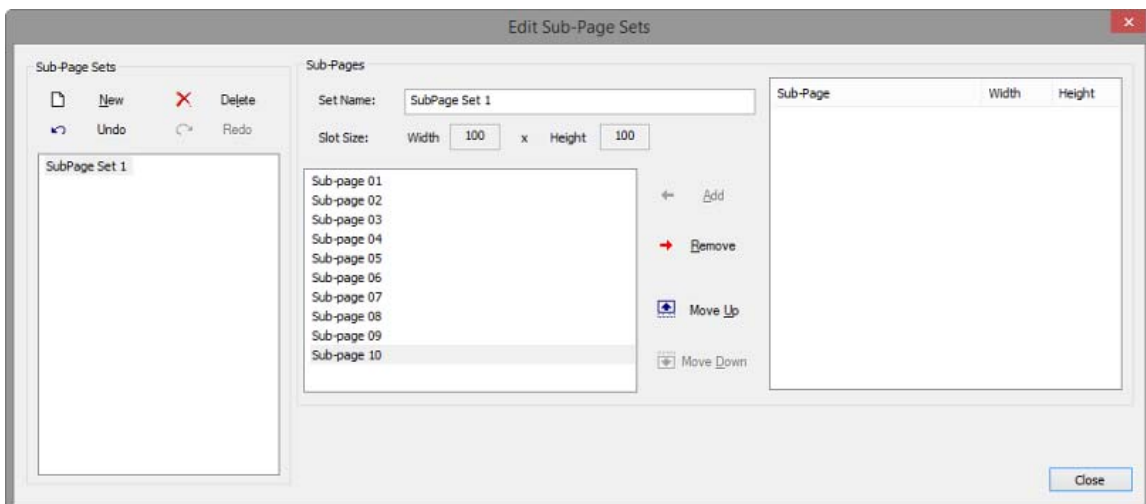 Edit Sub-Page Sets
Sub-Page Sets
New
Delete
Undo
Redo
SubPage Set 1
Sub-Pages
Set Name: SubPage Set 1
Slot Size: Width 100 x Height 100
Sub-page 01
Sub-page 02
Sub-page 03
Sub-page 04
Sub-page 05
Sub-page 06
Sub-page 07
Sub-page 08
Sub-page 09
Sub-page 10
Add
Remove
Move Up
Move Down
Sub-Page Width Height
Close